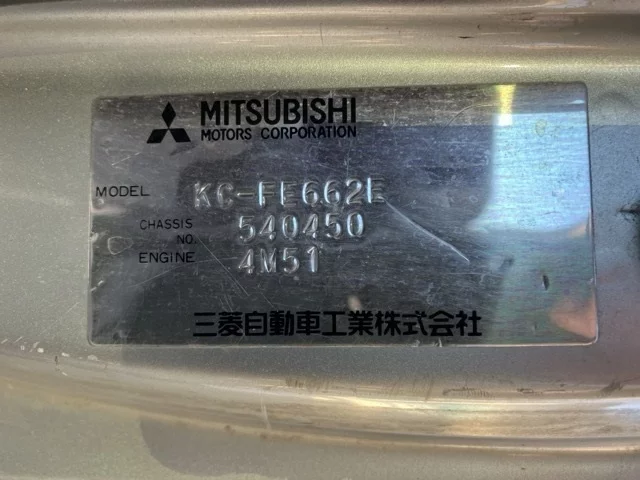 MITSUBISHI
MOTORS CORPORATION
MODEL KC-FE662E
CHASSIS NO. 540450
ENGINE 4M51
三菱自動車工業株式会社